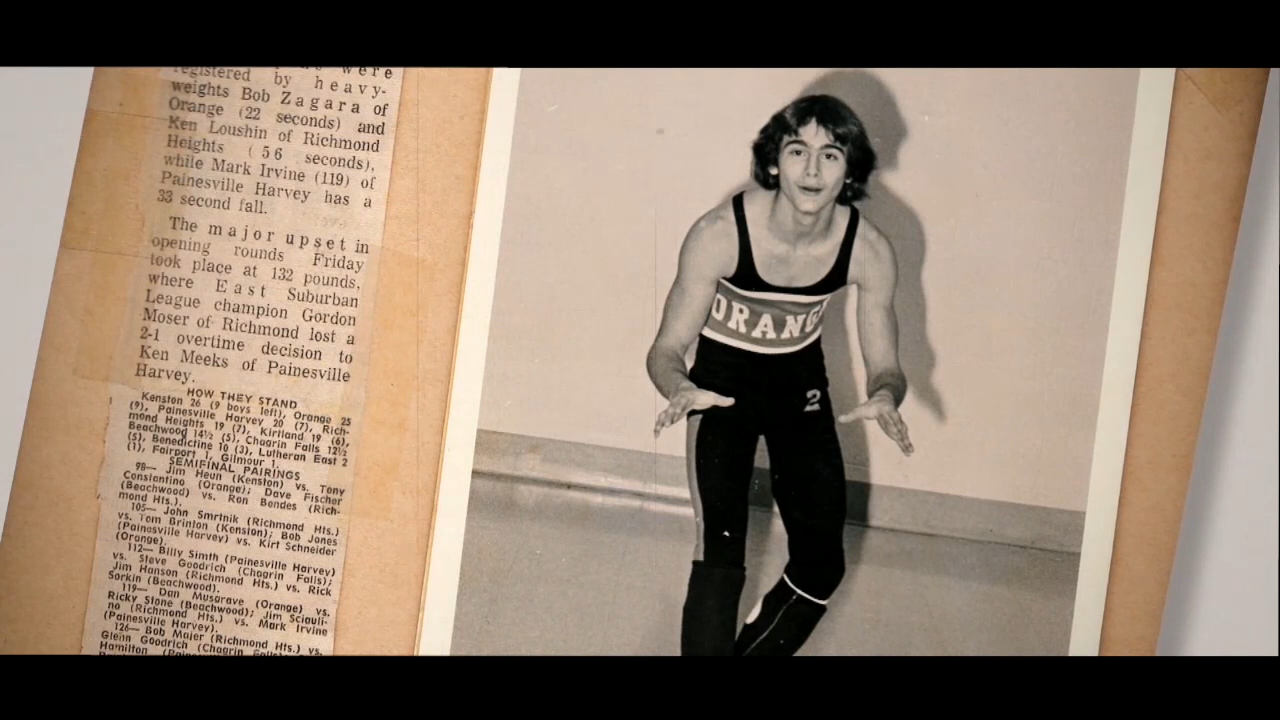 were
registered by heavy-
weights Bob Zagara of
Orange (22 seconds) and
Ken Loushin of Richmond
Heights (56 seconds),
while Mark Irvine (119) of
Painesville Harvey has a
33 second fall.
The major upset in
opening rounds Friday
took place at 132 pounds,
where East Suburban
League champion Gordon
Moser of Richmond lost a
2-1 overtime decision to
Ken Meeks of Painesville
Harvey.
HOW THEY STAND
Kenston 26 (9 boys left), Orange 25
(9), Painesville Harvey 20 (7), Rich-
mond Heights 19 (7), Kirtland 19 (6),
Beachwood 14½ (5), Chagrin Falls 12½
(5), Benedictine 10 (3), Lutheran East 2
(1), Fairport 1, Gilmour 1.
SEMIFINAL PAIRINGS
98— Jim Heun (Kenston) vs. Tony
Constantino (Orange); Dave Fischer
(Beachwood) vs. Ron Bondes (Rich-
mond Hts.)
105— John Smrtnik (Richmond Hts.)
vs. Tom Brinton (Kenston); Bob Jones
(Painesville Harvey) vs. Kirt Schneider
(Orange).
112— Billy Simth (Painesville Harvey)
vs. Steve Goodrich (Chagrin Falls);
Jim Hanson (Richmond Hts.) vs. Rick
Sorkin (Beachwood).
119— Dan Musgrave (Orange) vs.
Ricky Stone (Beachwood); Jim Sciauli-
no (Richmond Hts.) vs. Mark Irvine
(Painesville Harvey).
126— Bob Majer (Richmond Hts.) vs.
Glenn Goodrich (Chagrin Falls);
Hamilton
ORANG
2